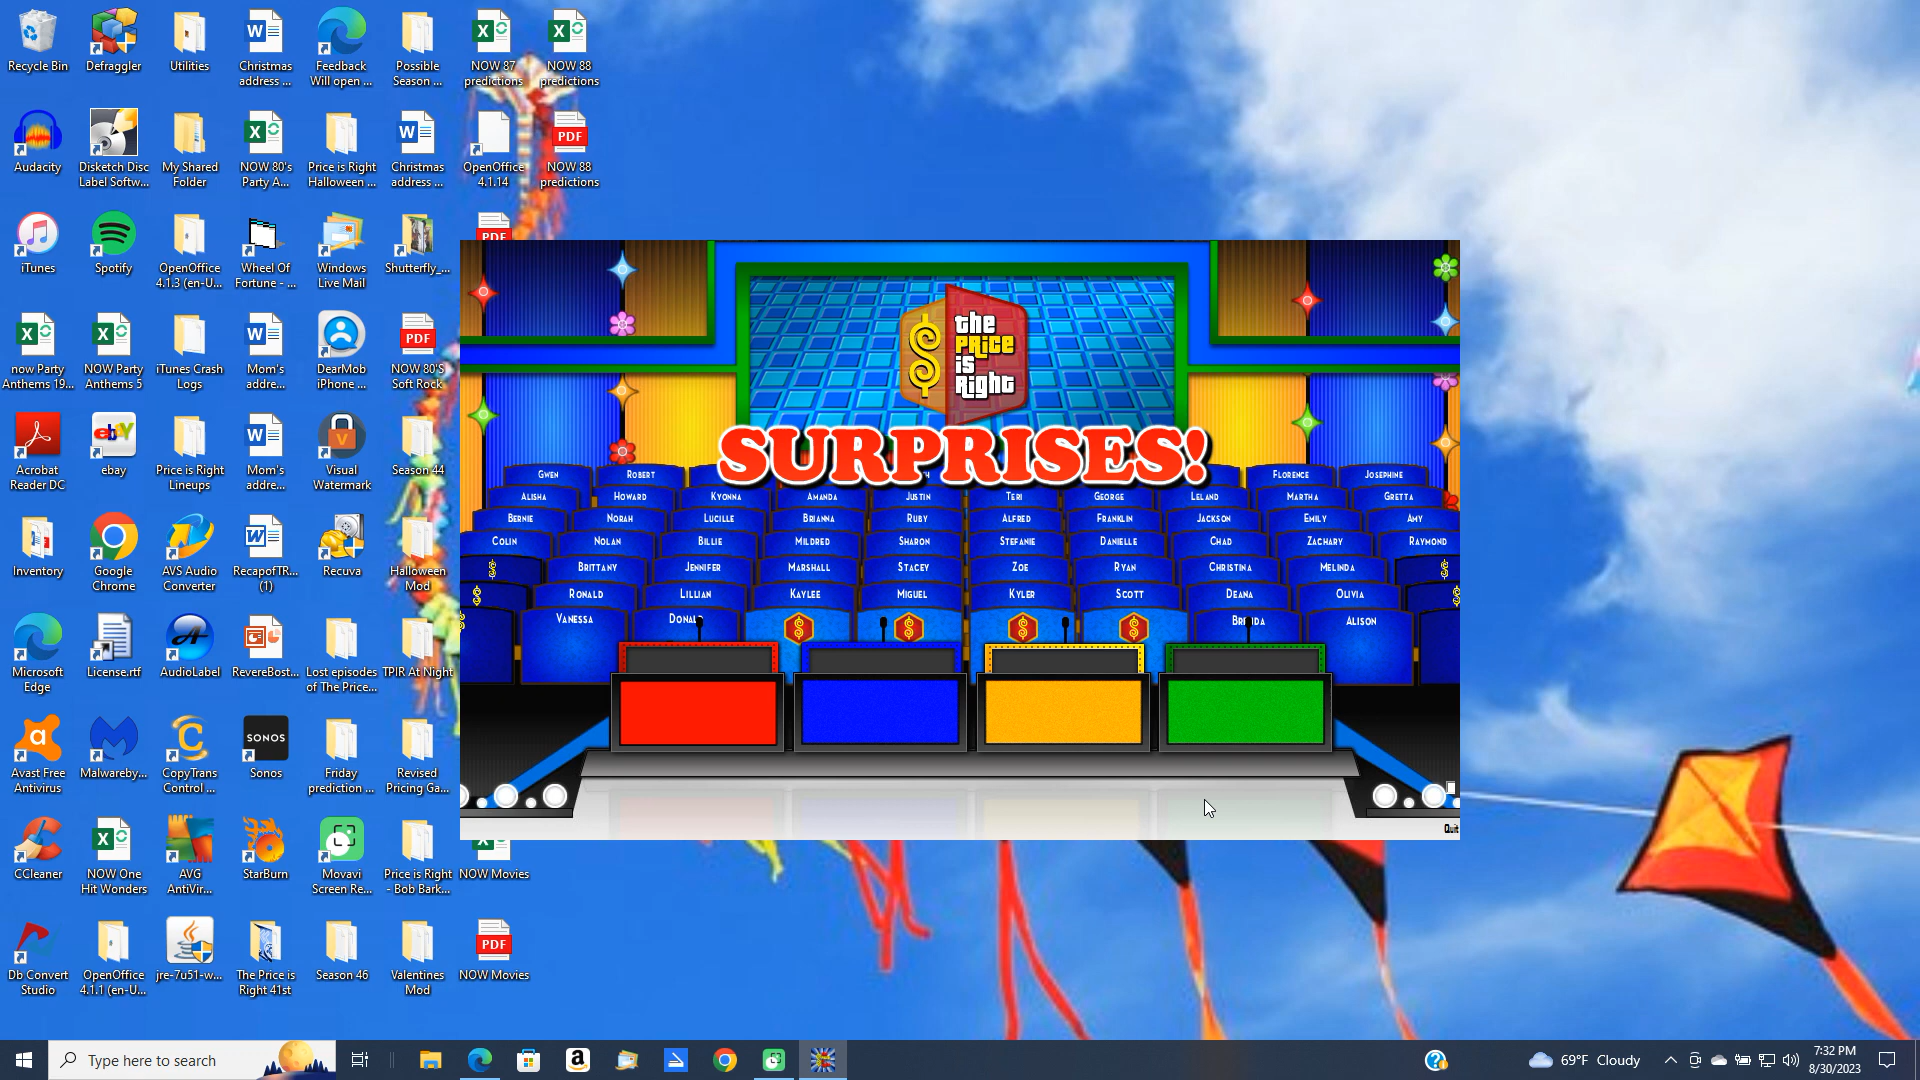 Recycle Bin
Defraggler
Utilities
Christmas
address ...
Feedback
Will open ...
Possible
Season ...
NOW 87
predictions
NOW 88
predictions
Audacity
Disketch Disc
Label Softw...
My Shared
Folder
NOW 80's
Party A...
Price is Right
Halloween ...
Christmas
address ...
OpenOffice
4.1.14
PDF
NOW 88
predictions
iTunes
Spotify
OpenOffice
4.1.3 (en-U...
Wheel Of
Fortune - ...
Windows
Live Mail
Shutterfly_...
PDF
now Party
Anthems 19...
NOW Party
Anthems 5
iTunes Crash
Logs
Mom's
addre...
DearMob
iPhone ...
PDF
NOW 80'S
Soft Rock
Acrobat
Reader DC
ebay
ebay
Price is Right
Lineups
Mom's
addre...
Visual
Watermark
Season 44
Inventory
Google
Chrome
AVS Audio
Converter
RecapofTR...
(1)
Recuva
Halloween
Mod
Microsoft
Edge
License.rtf
AudioLabel
RevereBost...
Lost episodes
of The Price...
TPIR At Night
Avast Free
Antivirus
Malwareby...
CopyTrans
Control ...
SONOS
Sonos
Friday
prediction ...
Revised
Pricing Ga...
CCleaner
NOW One
Hit Wonders
AVG
AntiVir...
StarBurn
Movavi
Screen Re...
Price is Right
- Bob Bark...
NOW Movies
Db Convert
Studio
OpenOffice
4.1.1 (en-U...
jre-7u51-w...
The Price is
Right 41st
Season 46
Valentines
Mod
PDF
NOW Movies
the
PRice
is
Right
SURPRISES!
GWEN ROBERT FLORENCE JOSEPHINE
ALISHA HOWARD KYONNA AMANDA JUSTIN TERI GEORGE LELAND MARTHA GRETTA
BERNIE NORAH LUCILLE BRIANNA RUBY ALFRED FRANKLIN JACKSON EMILY AMY
COLIN NOLAN BILLIE MILDRED SHARON STEFANIE DANIELLE CHAD ZACHARY RAYMOND
BRITTANY JENNIFER MARSHALL STACEY ZOE RYAN CHRISTINA MELINDA
RONALD LILLIAN KAYLEE MIGUEL KYLER SCOTT DEANA OLIVIA
VANESSA ALISON
Quit
Type here to search
69°F Cloudy
7:32 PM
8/30/2023